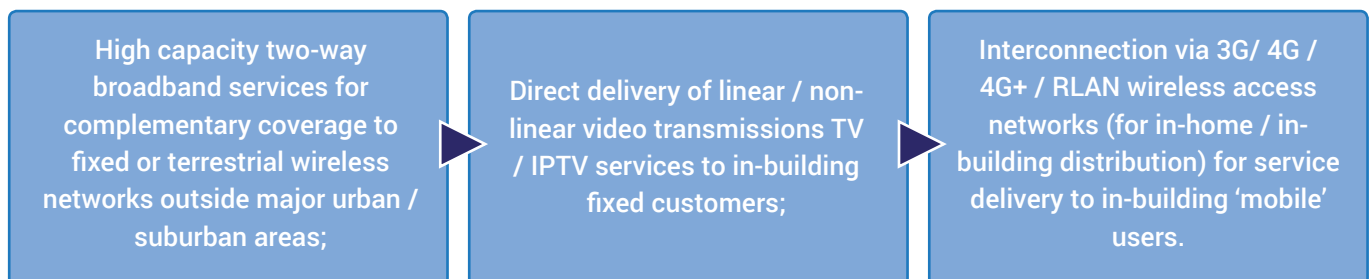 High capacity two-way
broadband services for
complementary coverage to
fixed or terrestrial wireless
networks outside major urban /
suburban areas;
Direct delivery of linear / non-
linear video transmissions TV
/ IPTV services to in-building
fixed customers;
Interconnection via 3G/ 4G /
4G+ / RLAN wireless access
networks (for in-home / in-
building distribution) for service
delivery to in-building ‘mobile’
users.